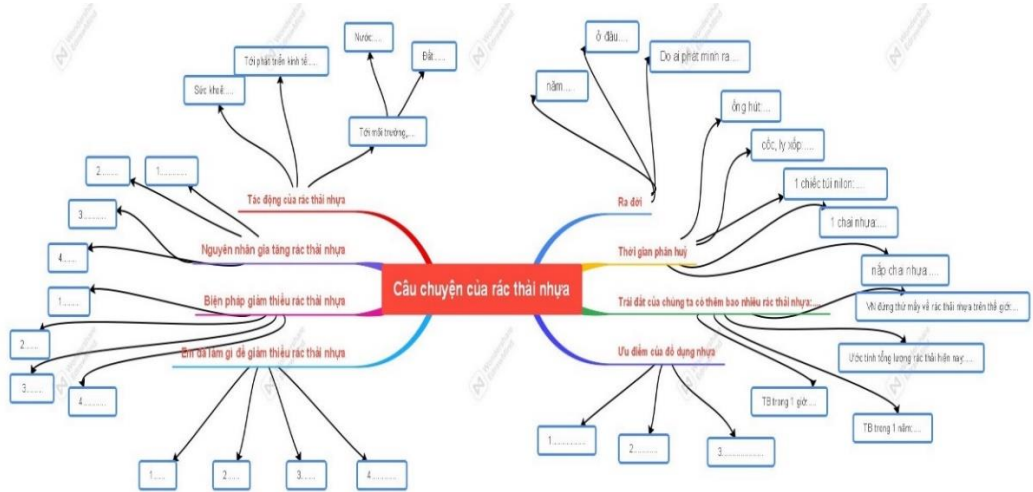 Câu chuyện của rác thải nhựa
Tác động của rác thải nhựa
Sức khoẻ:....
Tới phát triển kinh tế:....
Tới môi trường,....
Nước:....
Đất:....
Nguyên nhân gia tăng rác thải nhựa
1............
2........
3.........
4.......
Biện pháp giảm thiểu rác thải nhựa
1........
2......
3.......
4..........
Em đã làm gì để giảm thiểu rác thải nhựa
1.....
2......
3.......
4............
Ra đời
năm....
ở đâu:....
Do ai phát minh ra ....
Thời gian phân huỷ
ống hút:....
cốc, ly xốp:.....
1 chiếc túi nilon:.....
1 chai nhựa:....
nắp chai nhựa:....
Trái đất của chúng ta có thêm bao nhiêu rác thải nhựa:....
VN đứng thứ mấy về rác thải nhựa trên thế giới:....
Ước tính tổng lượng rác thải hiện nay:....
TB trong 1 giờ:....
TB trong 1 năm:....
Ưu điểm của đồ dụng nhựa
1..............
2...........
3...................